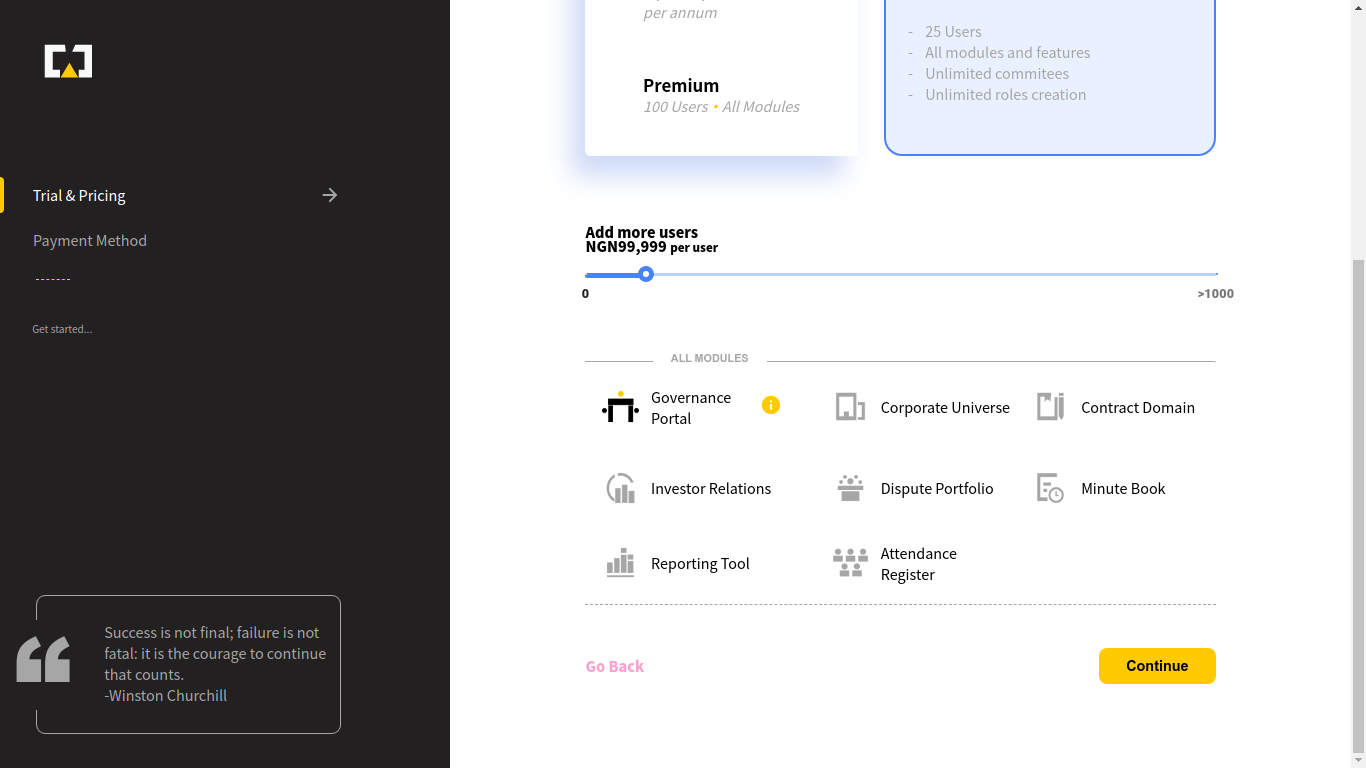 Trial & Pricing
Payment Method
-------
Get started...
Success is not final; failure is not
fatal: it is the courage to continue
that counts.
-Winston Churchill
per annum
Premium
100 Users • All Modules
- 25 Users
- All modules and features
- Unlimited commitees
- Unlimited roles creation
Add more users
NGN99,999 per user
0
>1000
ALL MODULES
Governance
Portal
Corporate Universe
Contract Domain
Investor Relations
Dispute Portfolio
Minute Book
Reporting Tool
Attendance
Register
Go Back
Continue